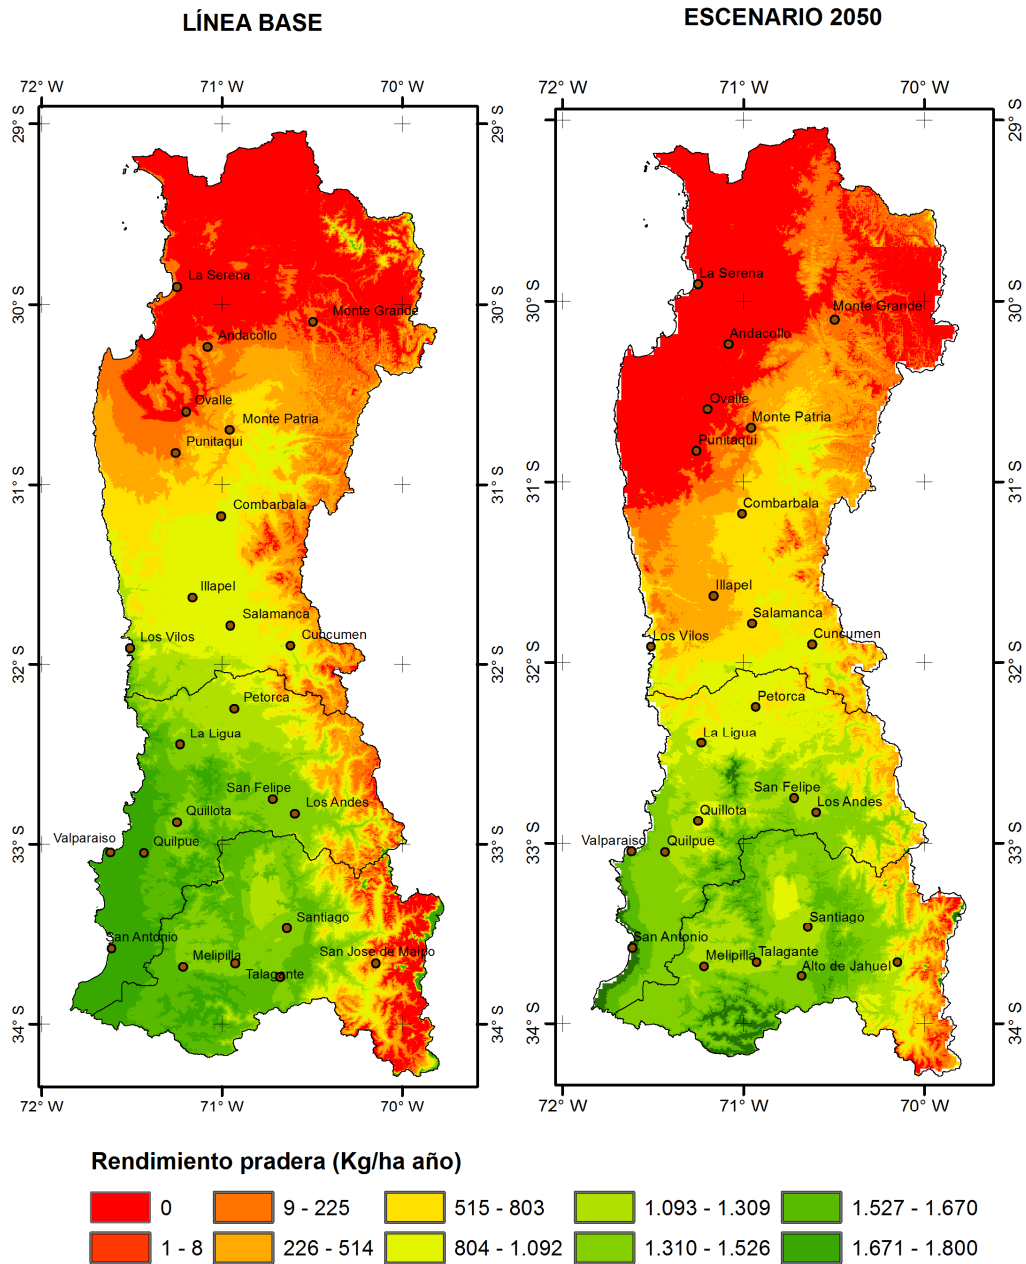 LÍNEA BASE
ESCENARIO 2050
72° W
71° W
70° W
72° W
71° W
70° W
29° S
29° S
29° S
30° S
30° S
30° S
30° S
31° S
31° S
31° S
31° S
32° S
32° S
32° S
32° S
33° S
33° S
33° S
33° S
34° S
34° S
34° S
34° S
La Serena
Monte Grande
Andacollo
Ovalle
Monte Patria
Punitaqui
Combarbala
Illapel
Salamanca
Los Vilos
Cuncumen
Petorca
La Ligua
San Felipe
Los Andes
Quillota
Valparaiso
Quilpue
Santiago
San Antonio
Melipilla
San Jose de Maipo
Talagante
La Serena
Monte Grande
Andacollo
Ovalle
Monte Patria
Punitaqui
Combarbala
Illapel
Salamanca
Los Vilos
Cuncumen
Petorca
La Ligua
San Felipe
Los Andes
Quillota
Valparaiso
Quilpue
Santiago
San Antonio
Melipilla
Talagante
Alto de Jahuel
72° W
71° W
70° W
72° W
71° W
70° W
Rendimiento pradera (Kg/ha año)
0
9 - 225
515 - 803
1.093 - 1.309
1.527 - 1.670
1 - 8
226 - 514
804 - 1.092
1.310 - 1.526
1.671 - 1.800